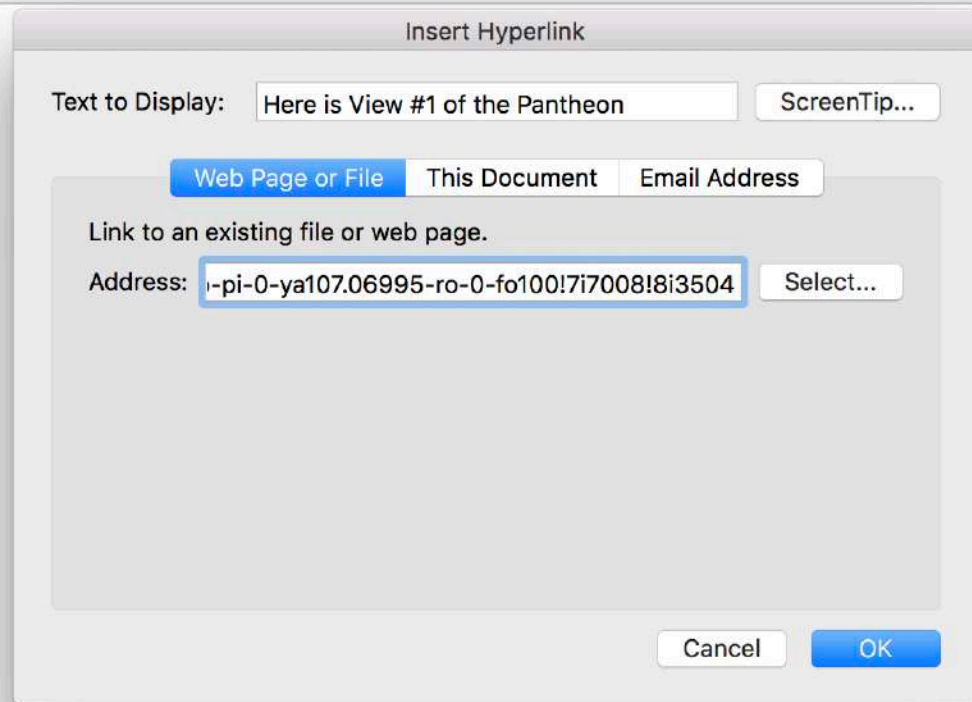 Insert Hyperlink
Text to Display: Here is View #1 of the Pantheon ScreenTip...
Web Page or File This Document Email Address
Link to an existing file or web page.
Address: -pi-0-ya107.06995-ro-0-fo100!7i7008!8i3504 Select...
Cancel OK